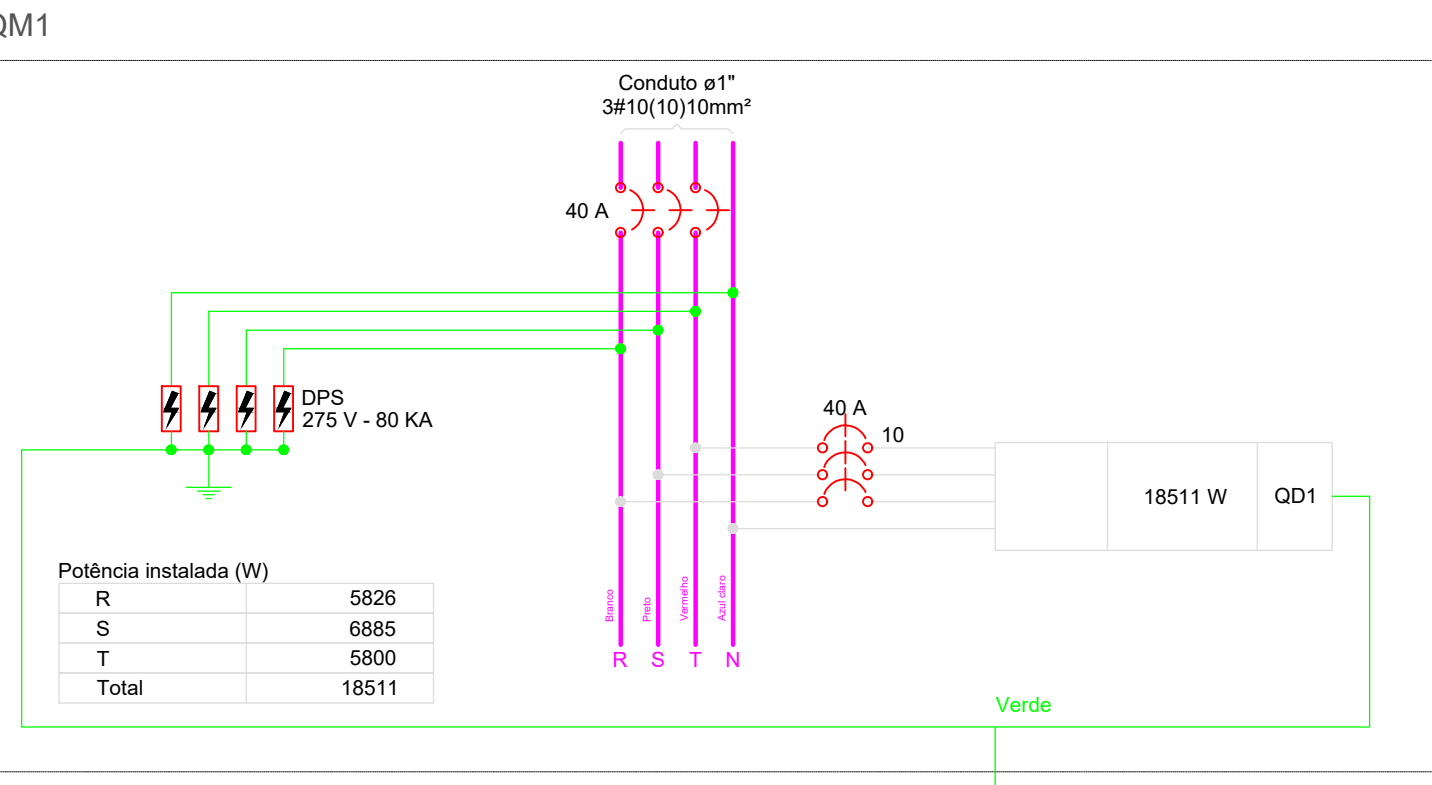 QM1
Conduto ø1"
3#10(10)10mm²
40 A
DPS
275 V - 80 KA
40 A
10
18511 W
QD1
Potência instalada (W)
R 5826
S 6885
T 5800
Total 18511
Branco
Preto
Vermelho
Azul claro
R S T N
Verde